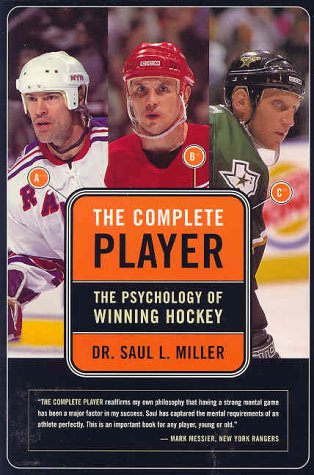 NYR
CCM
A
B
C
THE COMPLETE
PLAYER
THE PSYCHOLOGY OF
WINNING HOCKEY
DR. SAUL L. MILLER
"THE COMPLETE PLAYER reaffirms my own philosophy that having a strong mental game
has been a major factor in my success. Saul has captured the mental requirements of an
athlete perfectly. This is an important book for any player, young or old."
— MARK MESSIER, NEW YORK RANGERS